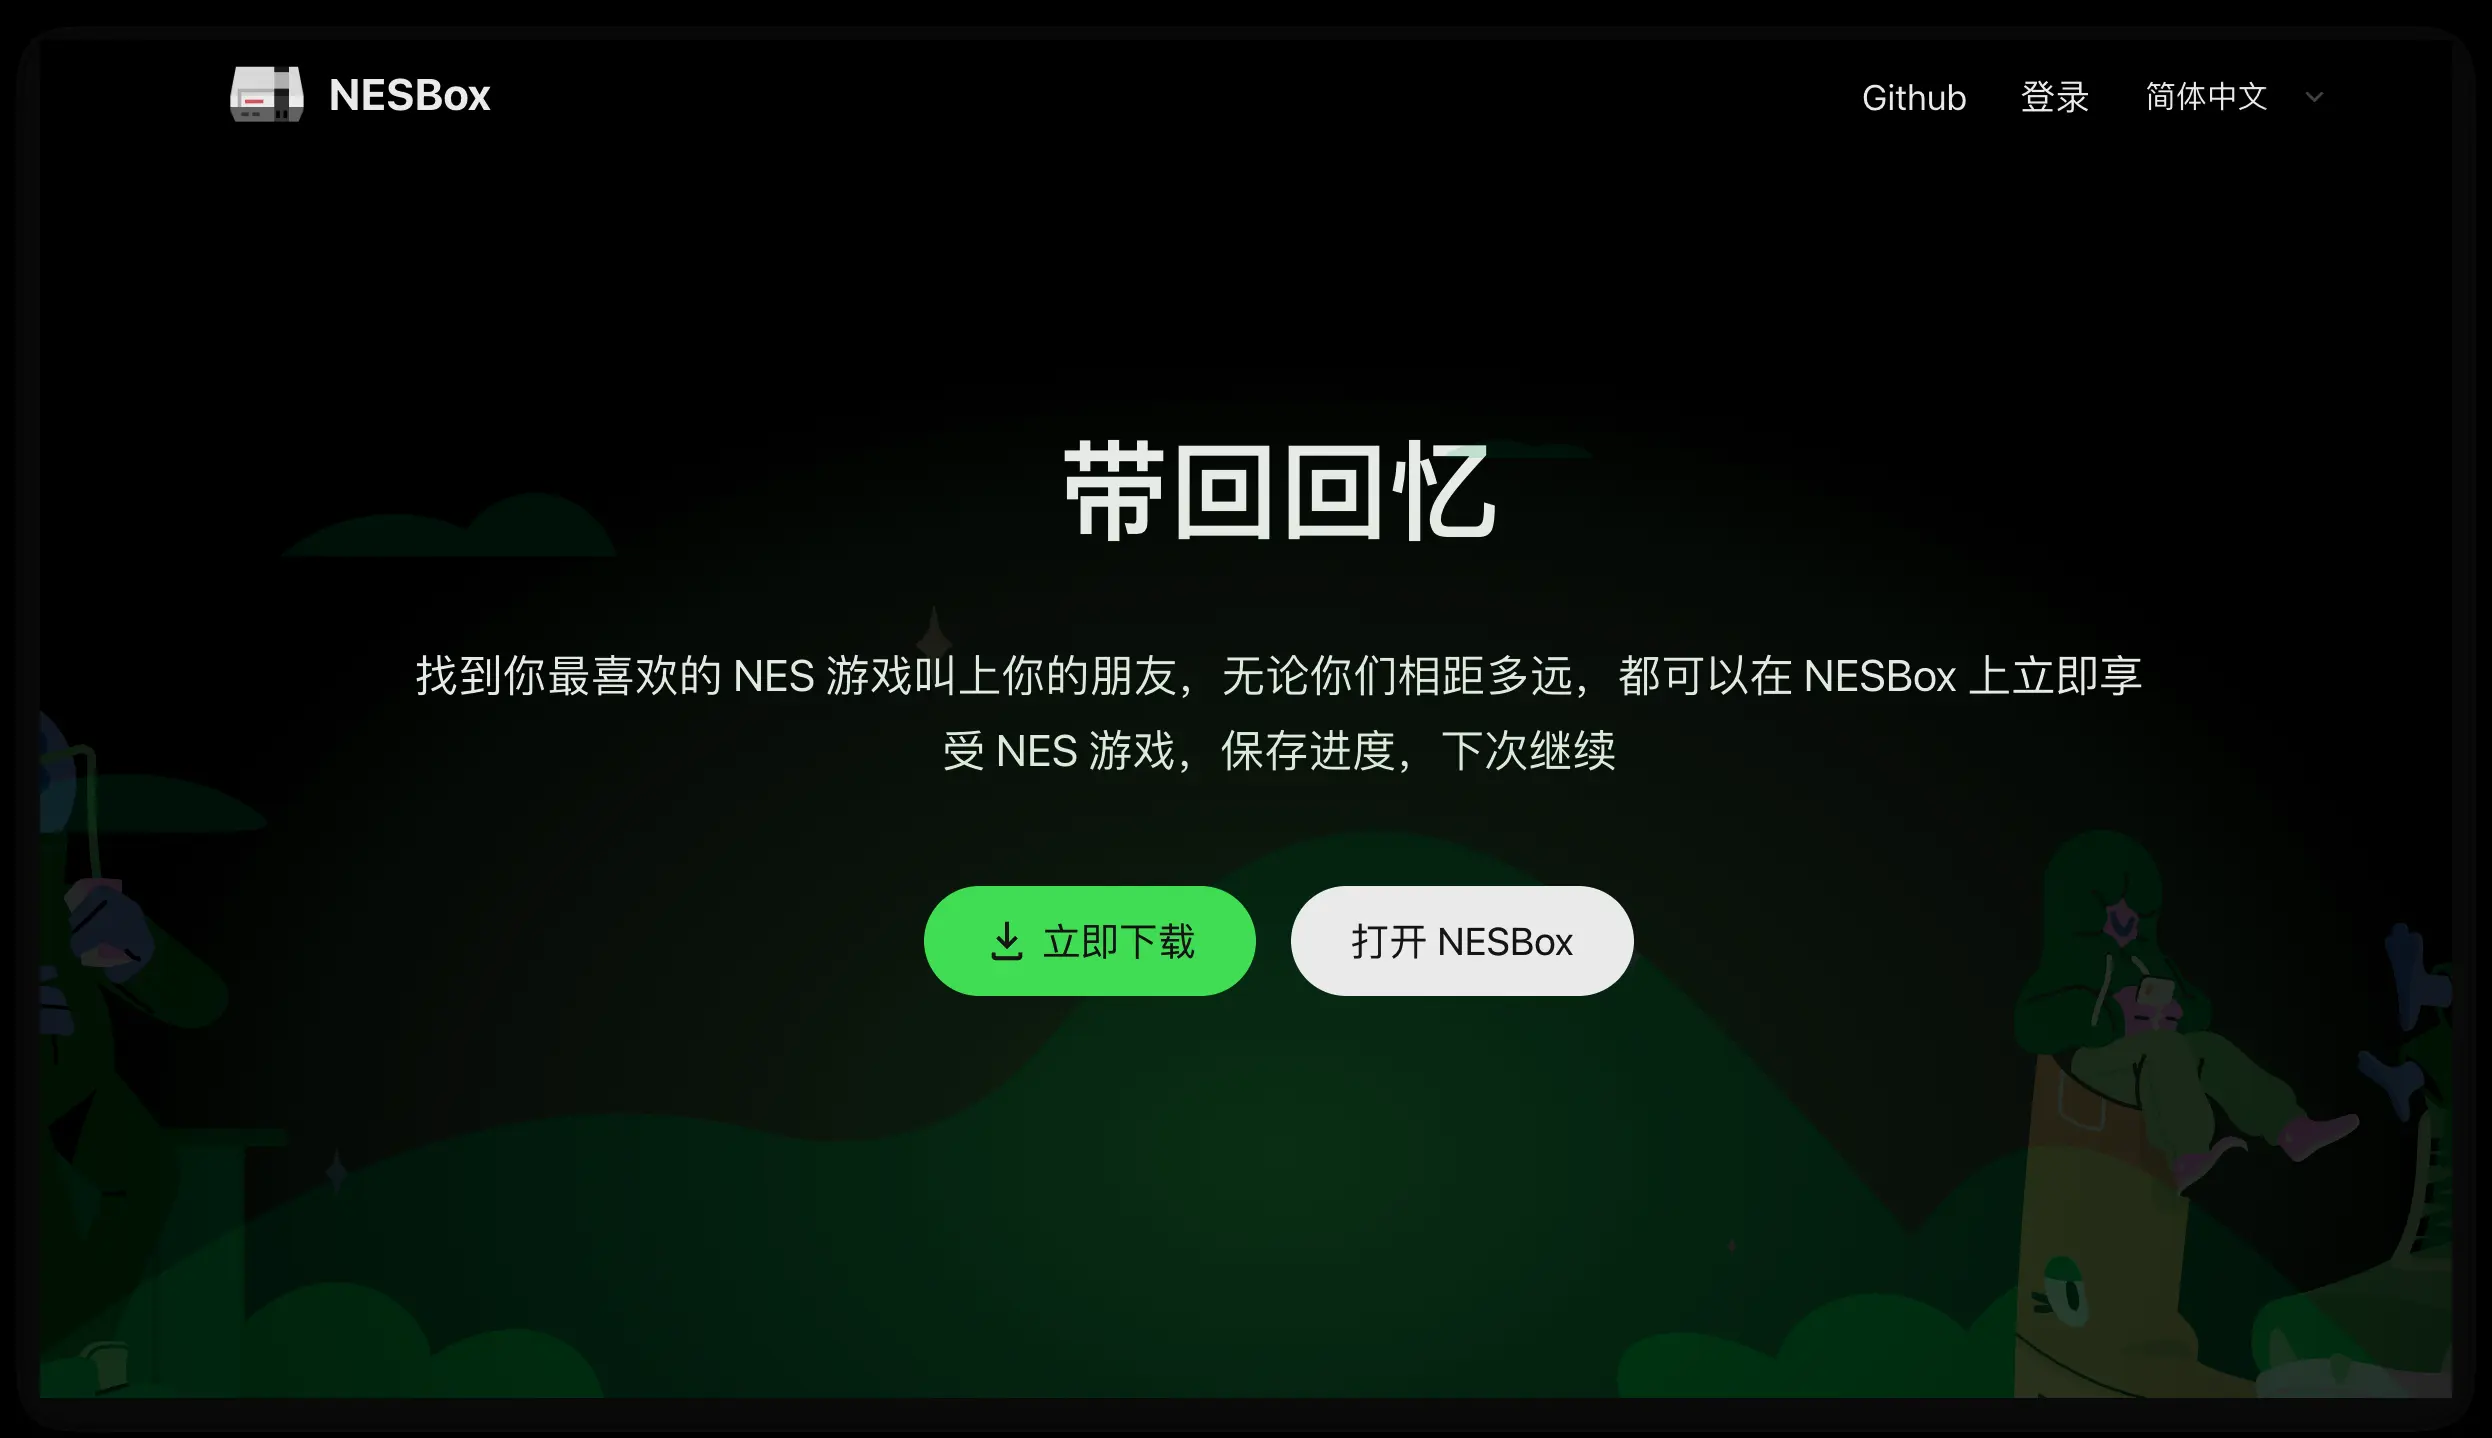 NESBox
Github 登录 简体中文
带回回忆
找到你最喜欢的 NES 游戏叫上你的朋友，无论你们相距多远，都可以在 NESBox 上立即享
受 NES 游戏，保存进度，下次继续
立即下载 打开 NESBox